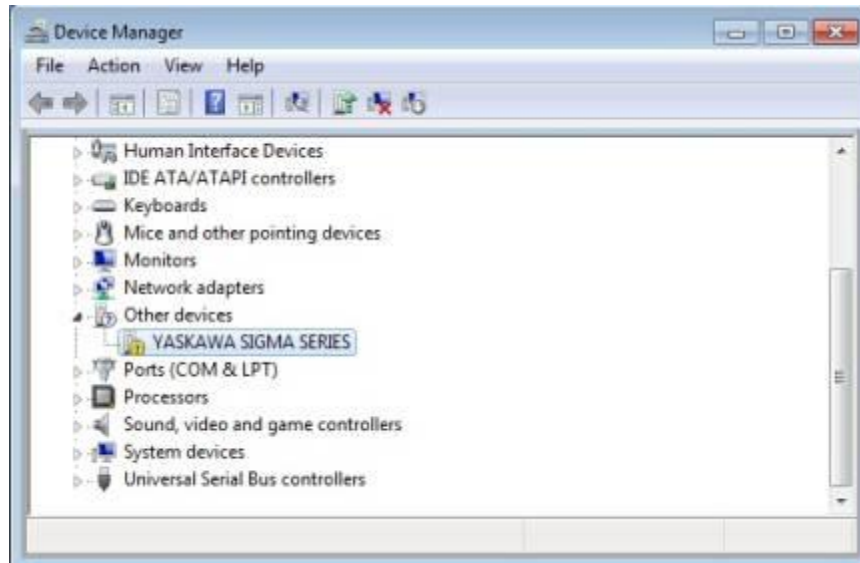 Device Manager
File Action View Help
Human Interface Devices
IDE ATA/ATAPI controllers
Keyboards
Mice and other pointing devices
Monitors
Network adapters
Other devices
YASKAWA SIGMA SERIES
Ports (COM & LPT)
Processors
Sound, video and game controllers
System devices
Universal Serial Bus controllers